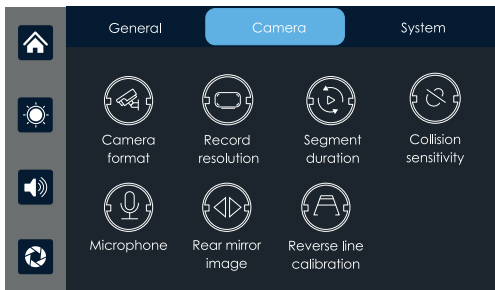 General
Camera
System
Camera
format
Record
resolution
Segment
duration
Collision
sensitivity
Microphone
Rear mirror
image
Reverse line
calibration